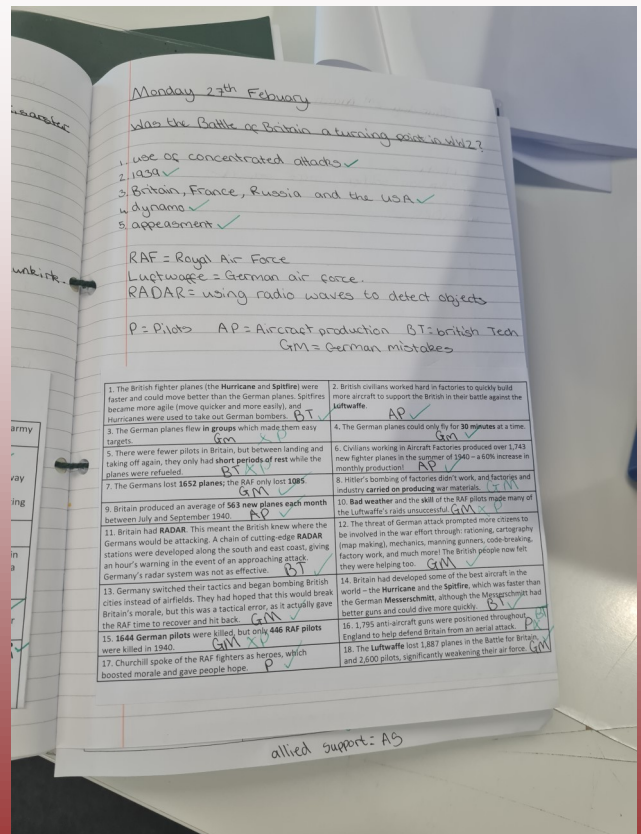 Monday 27th Febuary
Was the Battle of Britain a turning point in WW2?
1. use of concentrated attacks ✓
2. 1939 ✓
3. Britain, France, Russia and the USA ✓
4. dynamo ✓
5. appeasment ✓
RAF = Royal Air Force
Luftwaffe = German air force.
RADAR = using radio waves to detect objects
P = Pilots AP = Aircraft production BT = british Tech
GM = German mistakes
1. The British fighter planes (the Hurricane and Spitfire) were
faster and could move better than the German planes. Spitfires
became more agile (move quicker and more easily), and
Hurricanes were used to take out German bombers. BT ✓
2. British civilians worked hard in factories to quickly build
more aircraft to support the British in their battle against the
Luftwaffe.
AP ✓
3. The German planes flew in groups which made them easy
targets. GM x P
4. The German planes could only fly for 30 minutes at a time.
GM ✓
5. There were fewer pilots in Britain, but between landing and
taking off again, they only had short periods of rest while the
planes were refueled. BT x P
6. Civilians working in Aircraft Factories produced over 1,743
new fighter planes in the summer of 1940 – a 60% increase in
monthly production! AP ✓
7. The Germans lost 1652 planes; the RAF only lost 1085.
GM ✓
8. Hitler's bombing of factories didn't work, and factories and
industry carried on producing war materials. GM
9. Britain produced an average of 563 new planes each month
between July and September 1940. AP ✓
10. Bad weather and the skill of the RAF pilots made many of
the Luftwaffe's raids unsuccessful. GM x P
11. Britain had RADAR. This meant the British knew where the
Germans would be attacking. A chain of cutting-edge RADAR
stations were developed along the south and east coast, giving
an hour's warning in the event of an approaching attack.
Germany's radar system was not as effective. BT ✓
12. The threat of German attack prompted more citizens to
be involved in the war effort through: rationing, cartography
(map making), mechanics, manning gunners, code-breaking,
factory work, and much more! The British people now felt
they were helping too. GM ✓
13. Germany switched their tactics and began bombing British
cities instead of airfields. They had hoped that this would break
Britain's morale, but this was a tactical error, as it actually gave
the RAF time to recover and hit back. GM ✓
14. Britain had developed some of the best aircraft in the
world – the Hurricane and the Spitfire, which was faster than
the German Messerschmitt, although the Messerschmitt had
better guns and could dive more quickly. BT
15. 1644 German pilots were killed, but only 446 RAF pilots
were killed in 1940. GM x P
16. 1,795 anti-aircraft guns were positioned throughout
England to help defend Britain from an aerial attack. P
17. Churchill spoke of the RAF fighters as heroes, which
boosted morale and gave people hope. P ✓
18. The Luftwaffe lost 1,887 planes in the Battle for Britain
and 2,600 pilots, significantly weakening their air force. GM
allied support = AS
unkirk.
army
way
ing
in
a